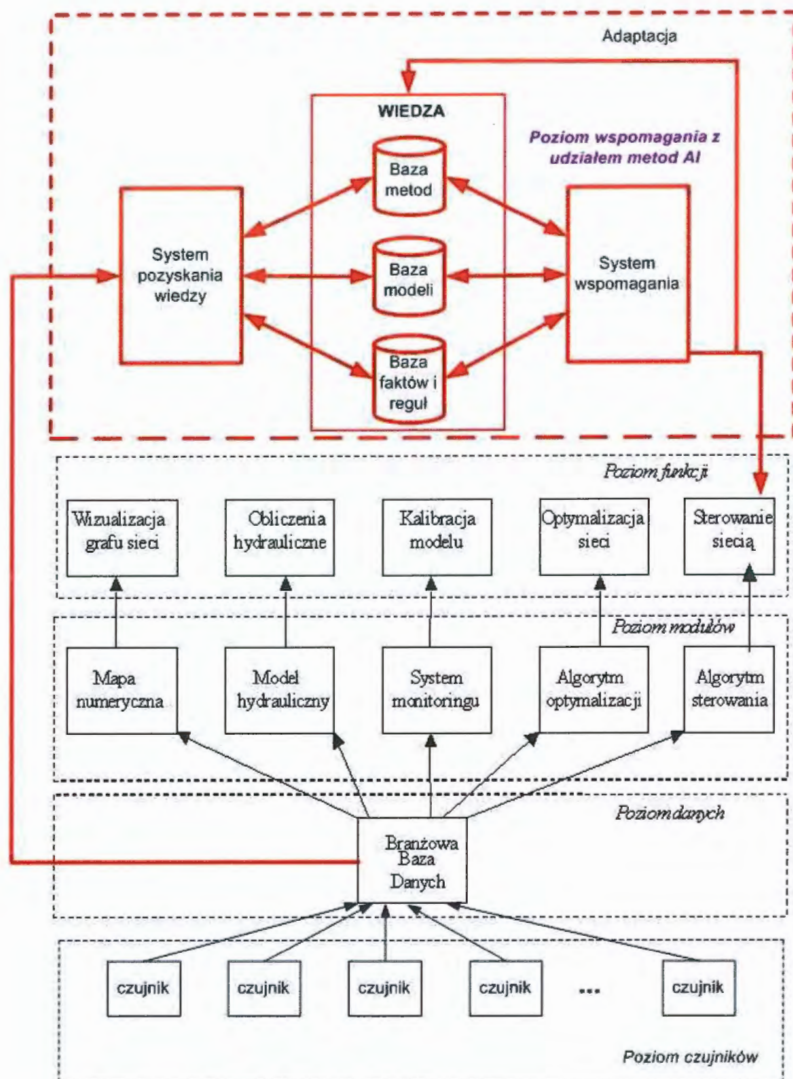 Adaptacja
WIEDZA
Poziom wspomagania z
udziałem metod AI
Baza
metod
System
pozyskania
wiedzy
Baza
modeli
System
wspomagania
Baza
faktów i
reguł
Poziom funkcji
Wizualizacja
grafu sieci
Obliczenia
hydrauliczne
Kalibracja
modelu
Optymalizacja
sieci
Sterowanie
siecią
Poziom modułów
Mapa
numeryczna
Model
hydrauliczny
System
monitoringu
Algorytm
optymalizacji
Algorytm
sterowania
Poziom danych
Branżowa
Baza
Danych
czujnik
czujnik
czujnik
czujnik
...
czujnik
Poziom czujników